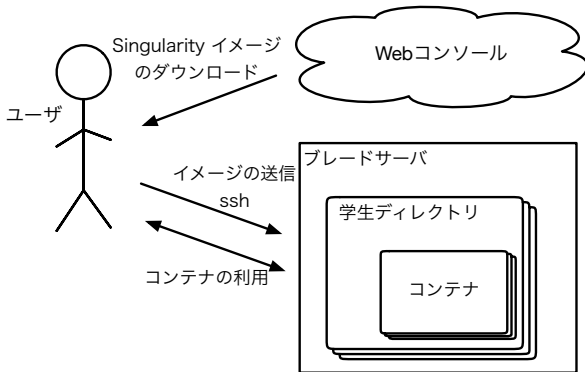 Singularity イメージ
のダウンロード
Webコンソール
ユーザ
ブレードサーバ
イメージの送信
ssh
学生ディレクトリ
コンテナの利用
コンテナ